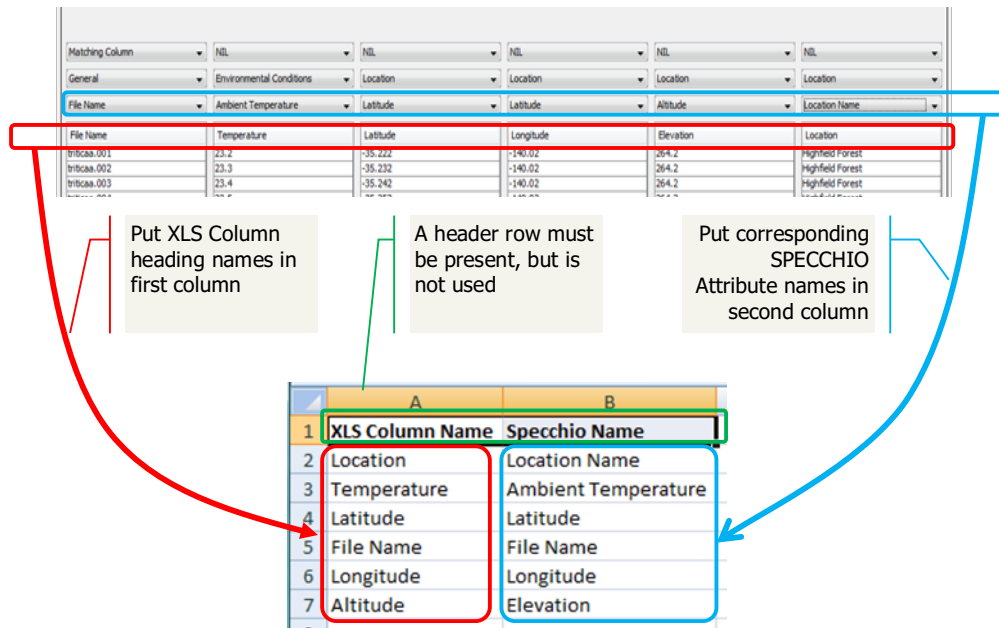 Matching Column NIL NIL NIL NIL NIL
General Environmental Conditions Location Location Location Location
File Name Ambient Temperature Latitude Latitude Altitude Location Name
File Name Temperature Latitude Longitude Elevation Location
triticaa.001 23.2 -35.222 -140.02 264.2 Highfield Forest
triticaa.002 23.3 -35.232 -140.02 264.2 Highfield Forest
triticaa.003 23.4 -35.242 -140.02 264.2 Highfield Forest
Put XLS Column
heading names in
first column
A header row must
be present, but is
not used
Put corresponding
SPECCHIO
Attribute names in
second column
A B
1 XLS Column Name Specchio Name
2 Location Location Name
3 Temperature Ambient Temperature
4 Latitude Latitude
5 File Name File Name
6 Longitude Longitude
7 Altitude Elevation